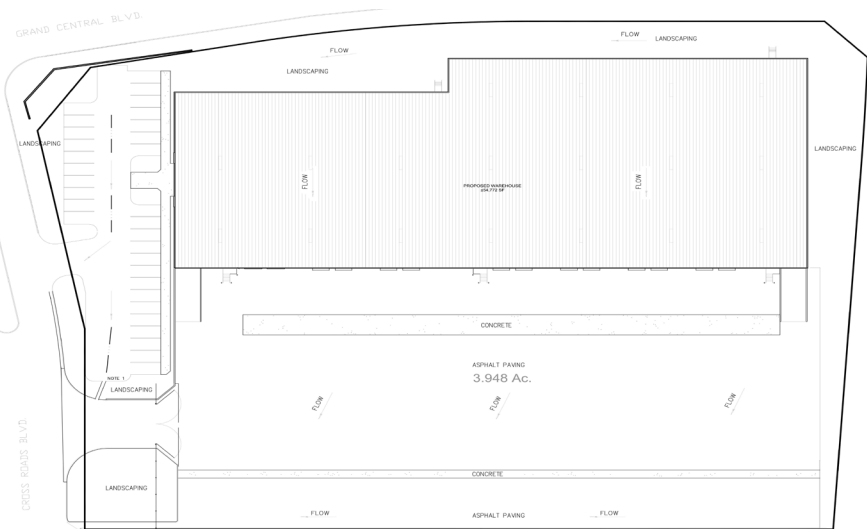 GRAND CENTRAL BLVD.
FLOW
FLOW
LANDSCAPING
LANDSCAPING
LANDSCAPING
LANDSCAPING
FLOW
FLOW
PROPOSED WAREHOUSE
CONCRETE
ASPHALT PAVING
3.948 Ac.
NOTE 1
LANDSCAPING
FLOW
FLOW
FLOW
CROSS ROADS BLVD.
CONCRETE
LANDSCAPING
FLOW
ASPHALT PAVING
FLOW